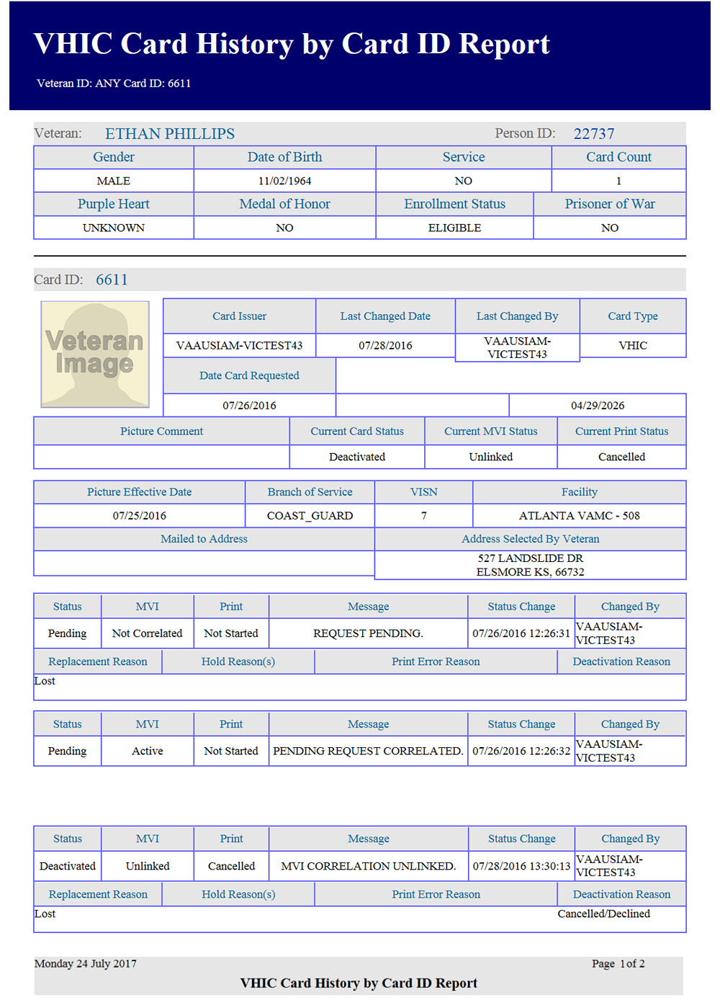 VHIC Card History by Card ID Report
Veteran ID: ANY Card ID: 6611
Veteran: ETHAN PHILLIPS Person ID: 22737
Gender Date of Birth Service Card Count
MALE 11/02/1964 NO 1
Purple Heart Medal of Honor Enrollment Status Prisoner of War
UNKNOWN NO ELIGIBLE NO
Card ID: 6611
Veteran
Image
Card Issuer Last Changed Date Last Changed By Card Type
VAAUSIAM-VICTEST43 07/28/2016 VAAUSIAM- VHIC
VICTEST43
Date Card Requested
07/26/2016 04/29/2026
Picture Comment Current Card Status Current MVI Status Current Print Status
Deactivated Unlinked Cancelled
Picture Effective Date Branch of Service VISN Facility
07/25/2016 COAST_GUARD 7 ATLANTA VAMC - 508
Mailed to Address Address Selected By Veteran
527 LANDSLIDE DR
ELSMORE KS, 66732
Status MVI Print Message Status Change Changed By
Pending Not Correlated Not Started REQUEST PENDING. 07/26/2016 12:26:31 VAAUSIAM-
VICTEST43
Replacement Reason Hold Reason(s) Print Error Reason Deactivation Reason
Lost
Status MVI Print Message Status Change Changed By
Pending Active Not Started PENDING REQUEST CORRELATED. 07/26/2016 12:26:32 VAAUSIAM-
VICTEST43
Status MVI Print Message Status Change Changed By
Deactivated Unlinked Cancelled MVI CORRELATION UNLINKED. 07/28/2016 13:30:13 VAAUSIAM-
VICTEST43
Replacement Reason Hold Reason(s) Print Error Reason Deactivation Reason
Lost Cancelled/Declined
Monday 24 July 2017 Page 1 of 2
VHIC Card History by Card ID Report